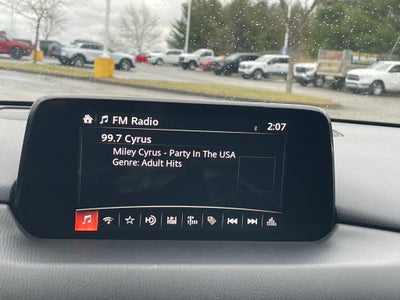 FM Radio
2:07
99.7 Cyrus
Miley Cyrus - Party In The USA
Genre: Adult Hits